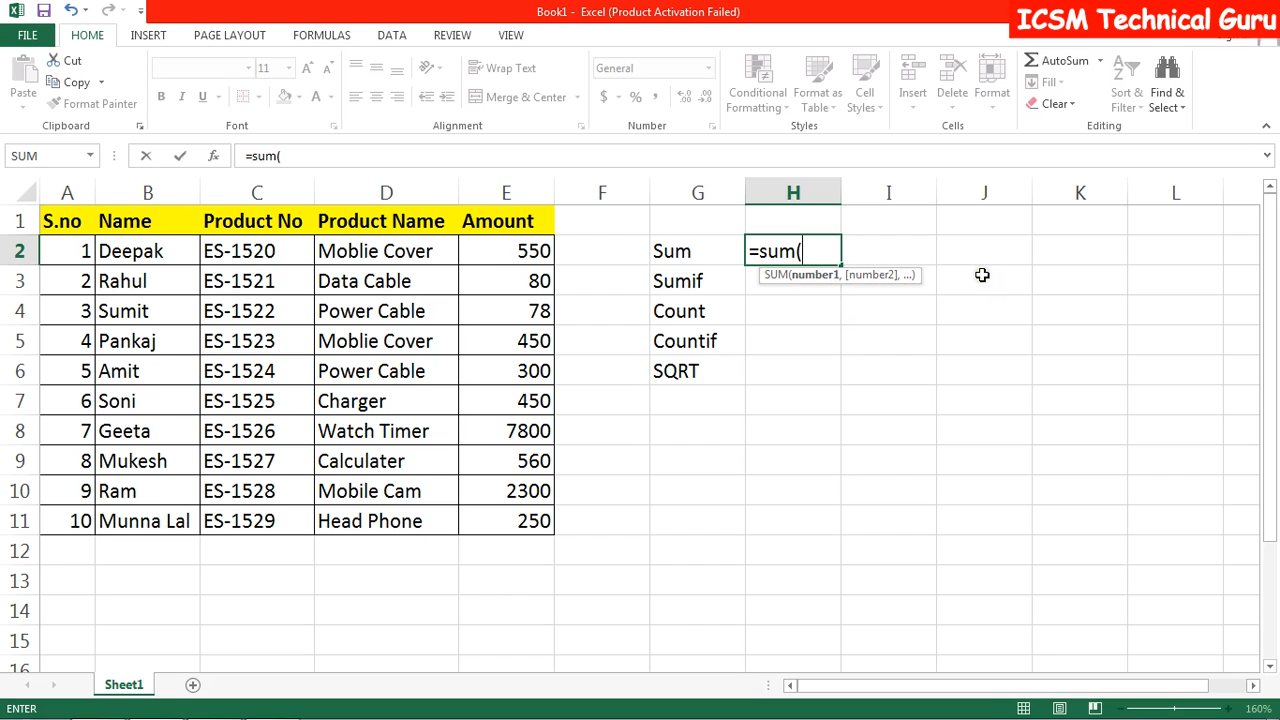 Book1 - Excel (Product Activation Failed)
ICSM Technical Guru
FILE HOME INSERT PAGE LAYOUT FORMULAS DATA REVIEW VIEW
Paste
Cut
Copy
Format Painter
Clipboard
11
A A
B I U A
Font
Wrap Text
Merge & Center
Alignment
General
$ % ,
Number
Conditional Formatting
Format as Table
Cell Styles
Styles
Insert
Delete
Format
Cells
AutoSum
Fill
Clear
Sort & Filter
Find & Select
Editing
SUM fx =sum(
A B C D E F G H I J K L
1 S.no Name Product No Product Name Amount
2 1 Deepak ES-1520 Moblie Cover 550 Sum =sum(
SUM(number1, [number2], ...)
3 2 Rahul ES-1521 Data Cable 80 Sumif
4 3 Sumit ES-1522 Power Cable 78 Count
5 4 Pankaj ES-1523 Moblie Cover 450 Countif
6 5 Amit ES-1524 Power Cable 300 SQRT
7 6 Soni ES-1525 Charger 450
8 7 Geeta ES-1526 Watch Timer 7800
9 8 Mukesh ES-1527 Calculater 560
10 9 Ram ES-1528 Mobile Cam 2300
11 10 Munna Lal ES-1529 Head Phone 250
12
13
14
15
16
Sheet1
ENTER 160%